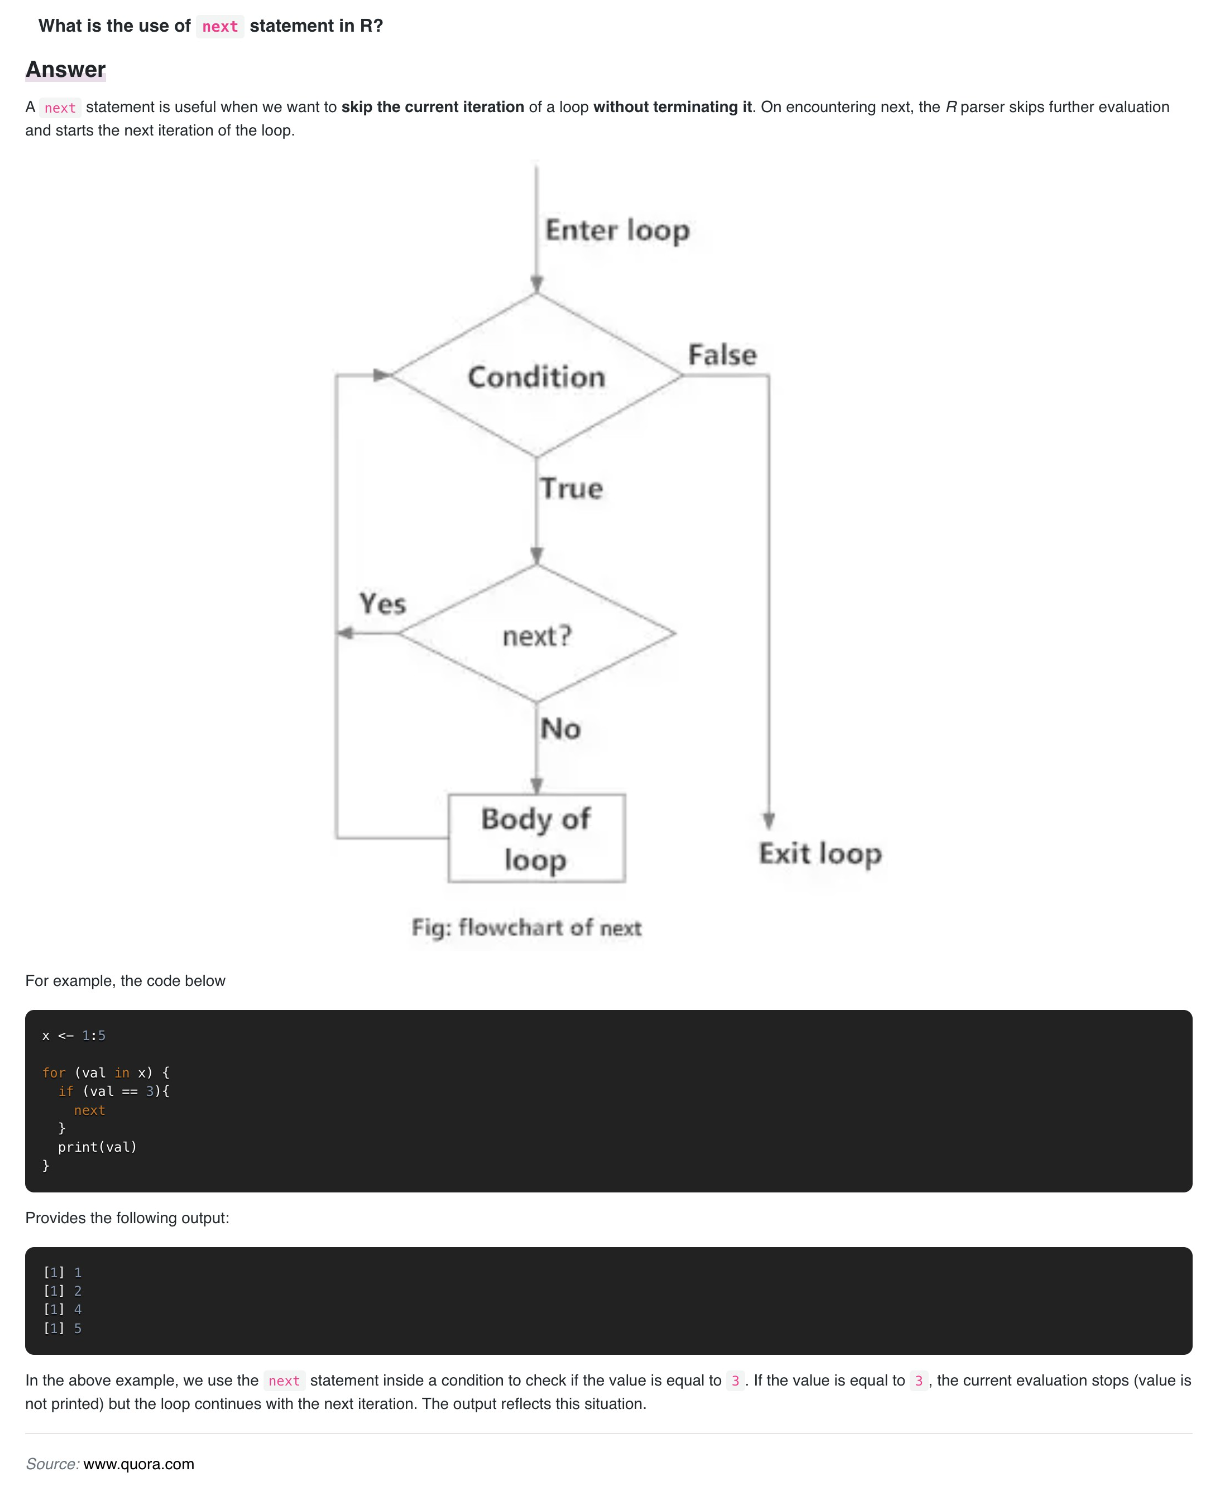 What is the use of next statement in R?
Answer
A next statement is useful when we want to skip the current iteration of a loop without terminating it. On encountering next, the R parser skips further evaluation
and starts the next iteration of the loop.
Enter loop
False
Condition
True
Yes
next?
No
Body of
loop
Exit loop
Fig: flowchart of next
For example, the code below
x <- 1:5
for (val in x) {
  if (val == 3){
    next
  }
  print(val)
}
Provides the following output:
[1] 1
[1] 2
[1] 4
[1] 5
In the above example, we use the next statement inside a condition to check if the value is equal to 3 . If the value is equal to 3 , the current evaluation stops (value is
not printed) but the loop continues with the next iteration. The output reflects this situation.
Source: www.quora.com